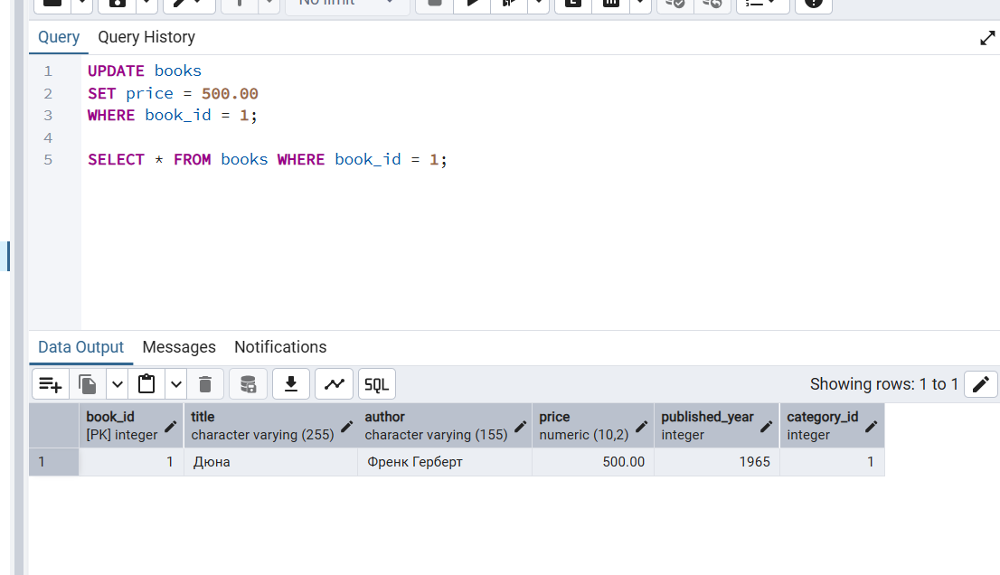 No limit
Query Query History
1 UPDATE books
2 SET price = 500.00
3 WHERE book_id = 1;
4
5 SELECT * FROM books WHERE book_id = 1;
Data Output Messages Notifications
SQL Showing rows: 1 to 1
book_id title author price published_year category_id
[PK] integer character varying (255) character varying (155) numeric (10,2) integer integer
1 1 Дюна Френк Герберт 500.00 1965 1